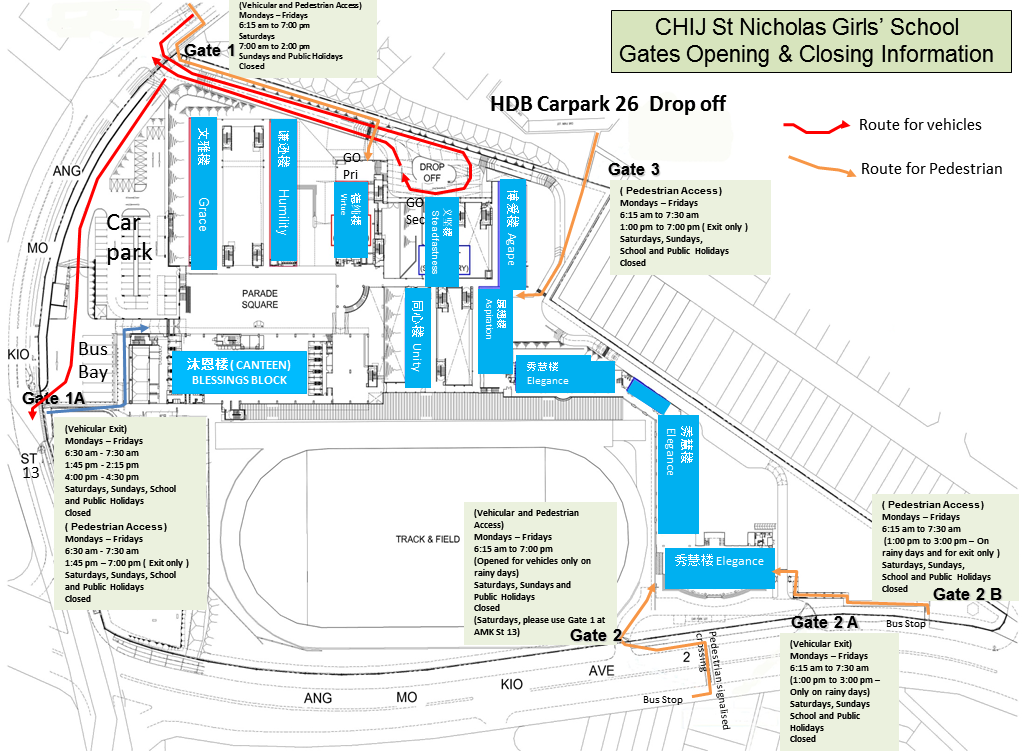 (Vehicular and Pedestrian Access)
Mondays – Fridays
6:15 am to 7:00 pm
Saturdays
7:00 am to 2:00 pm
Sundays and Public Holidays
Closed
Gate 1
CHIJ St Nicholas Girls' School
Gates Opening & Closing Information
HDB Carpark 26 Drop off
Route for vehicles
Route for Pedestrian
Gate 3
( Pedestrian Access)
Mondays – Fridays
6:15 am to 7:30 am
1:00 pm to 7:00 pm ( Exit only )
Saturdays, Sundays,
School and Public Holidays
Closed
ANG
MO
KIO
ST
13
Car
park
文雅楼 Grace
谦逊楼 Humility
GO
Pri
Virtue
DROP
OFF
GO
Sec
义坚楼 Steadfastness
博爱楼 Agape
PARADE
SQUARE
同心楼 Unity
Aspiration
Bus
Bay
沐恩楼 ( CANTEEN)
BLESSINGS BLOCK
秀慧楼
Elegance
秀慧楼
Elegance
Gate 1A
(Vehicular Exit)
Mondays – Fridays
6:30 am - 7:30 am
1:45 pm - 2:15 pm
4:00 pm - 4:30 pm
Saturdays, Sundays, School
and Public Holidays
Closed
( Pedestrian Access)
Mondays – Fridays
6:30 am - 7:30 am
1:45 pm – 7:00 pm ( Exit only)
Saturdays, Sundays, School
and Public Holidays
Closed
TRACK & FIELD
(Vehicular and Pedestrian
Access)
Mondays – Fridays
6:15 am to 7:00 pm
(Opened for vehicles only on
rainy days)
Saturdays, Sundays and
Public Holidays
Closed
(Saturdays, please use Gate 1 at
AMK St 13)
Gate 2
秀慧楼 Elegance
( Pedestrian Access)
Mondays – Fridays
6:15 am to 7:30 am
(1:00 pm to 3:00 pm – On
rainy days and for exit only )
Saturdays, Sundays,
School and Public Holidays
Closed
Gate 2 B
Bus Stop
Gate 2 A
(Vehicular Exit)
Mondays – Fridays
6:15 am to 7:30 am
(1:00 pm to 3:00 pm –
Only on rainy days)
Saturdays, Sundays
School and Public
Holidays
Closed
Pedestrian signalised
crossing
Bus Stop
ANG
MO
KIO
AVE
2